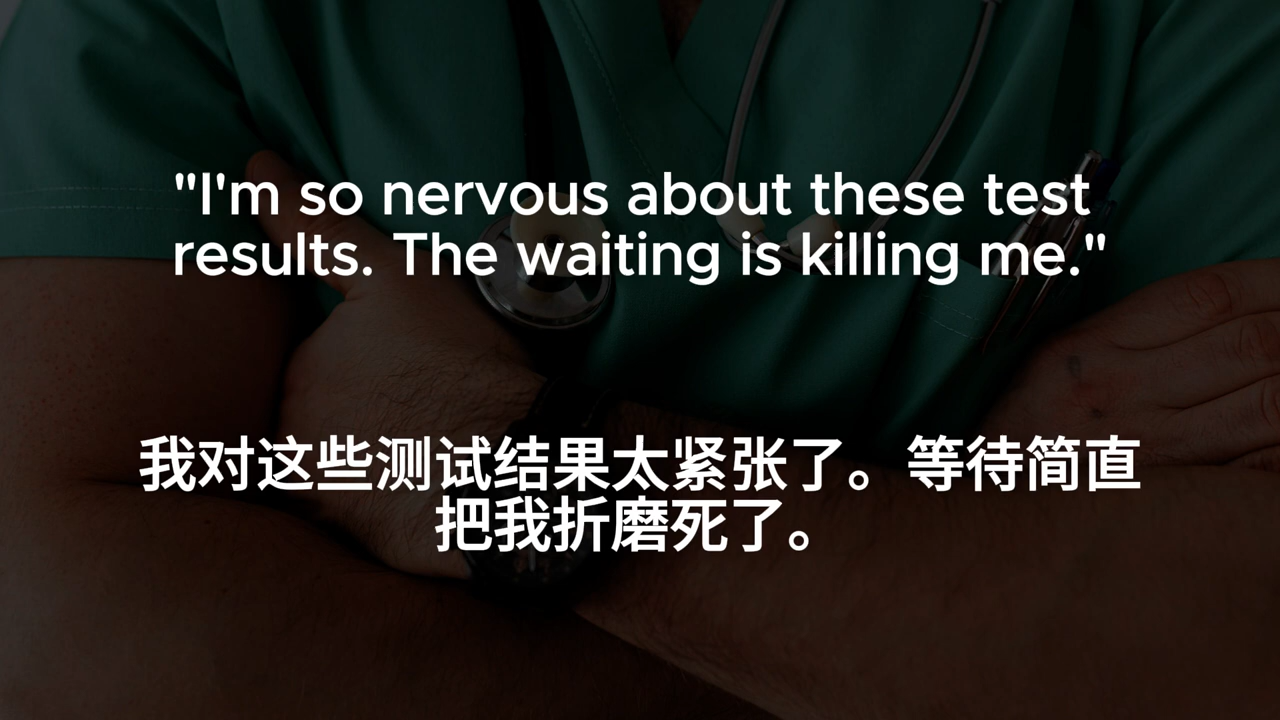 "I'm so nervous about these test
results. The waiting is killing me."
我对这些测试结果太紧张了。等待简直
把我折磨死了。